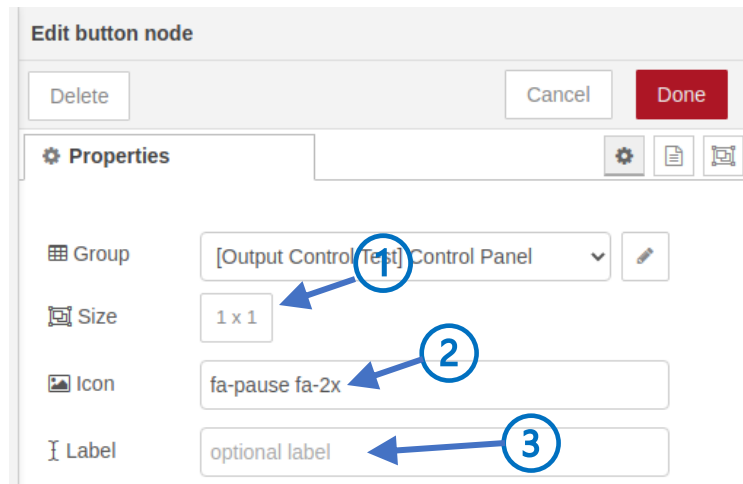 Edit button node
Delete Cancel Done
Properties
Group [Output Control Test] Control Panel
1
Size 1 x 1
2
Icon fa-pause fa-2x
3
Label optional label